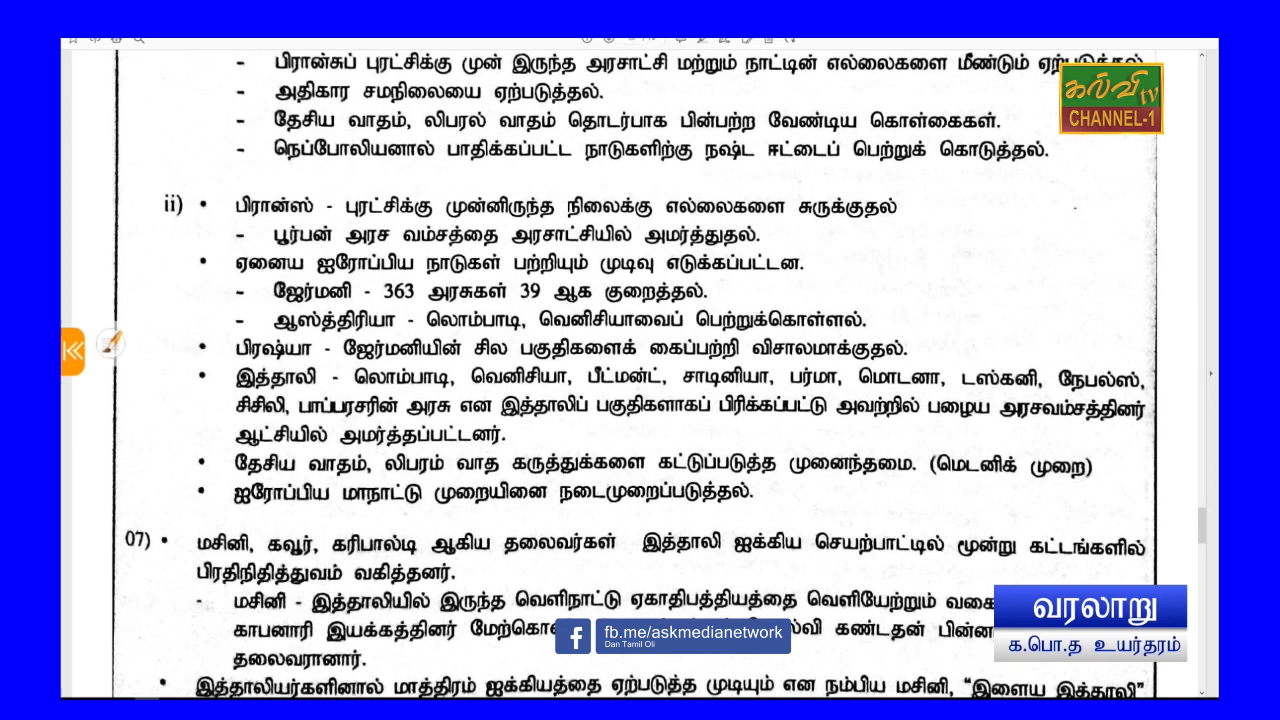 பிரான்சுப் புரட்சிக்கு முன் இருந்த அரசாட்சி மற்றும் நாட்டின் எல்லைகளை மீண்டும் ஏற்படுத்தல்
- அதிகார சமநிலையை ஏற்படுத்தல்.
- தேசிய வாதம், லிபரல் வாதம் தொடர்பாக பின்பற்ற வேண்டிய கொள்கைகள்.
- நெப்போலியனால் பாதிக்கப்பட்ட நாடுகளிற்கு நஷ்ட ஈட்டைப் பெற்றுக் கொடுத்தல்.
கல்வி tv
CHANNEL-1
ii) • பிரான்ஸ் - புரட்சிக்கு முன்னிருந்த நிலைக்கு எல்லைகளை சுருக்குதல்
பூர்பன் அரச வம்சத்தை அரசாட்சியில் அமர்த்துதல்.
• ஏனைய ஐரோப்பிய நாடுகள் பற்றியும் முடிவு எடுக்கப்பட்டன.
- ஜேர்மனி - 363 அரசுகள் 39 ஆக குறைத்தல்.
- ஆஸ்த்திரியா - லொம்பாடி, வெனிசியாவைப் பெற்றுக்கொள்ளல்.
• பிரஷ்யா - ஜேர்மனியின் சில பகுதிகளைக் கைப்பற்றி விசாலமாக்குதல்.
• இத்தாலி - லொம்பாடி, வெனிசியா, பீட்மன்ட், சாடினியா, பர்மா, மொடனா, டஸ்கனி, நேபல்ஸ்,
சிசிலி, பாப்பரசரின் அரசு என இத்தாலிப் பகுதிகளாகப் பிரிக்கப்பட்டு அவற்றில் பழைய அரசவம்சத்தினர்
ஆட்சியில் அமர்த்தப்பட்டனர்.
• தேசிய வாதம், லிபரம் வாத கருத்துக்களை கட்டுப்படுத்த முனைந்தமை. (மெடனிக் முறை)
• ஐரோப்பிய மாநாட்டு முறையினை நடைமுறைப்படுத்தல்.
07) • மசினி, கவூர், கரிபால்டி ஆகிய தலைவர்கள் இத்தாலி ஐக்கிய செயற்பாட்டில் மூன்று கட்டங்களில்
பிரதிநிதித்துவம் வகித்தனர்.
- மசினி - இத்தாலியில் இருந்த வெளிநாட்டு ஏகாதிபத்தியத்தை வெளியேற்றும்
காபனாரி இயக்கத்தினர் கண்டதன்
தலைவரானார்.
• இத்தாலியர்களினால் மாத்திரம் ஐக்கியத்தை ஏற்படுத்த முடியும் என நம்பிய மசினி, “இளைய இத்தாலி”
fb.me/askmedianetwork
Dan Tamil Oli
வரலாறு
க.பொ.த உயர்தரம்